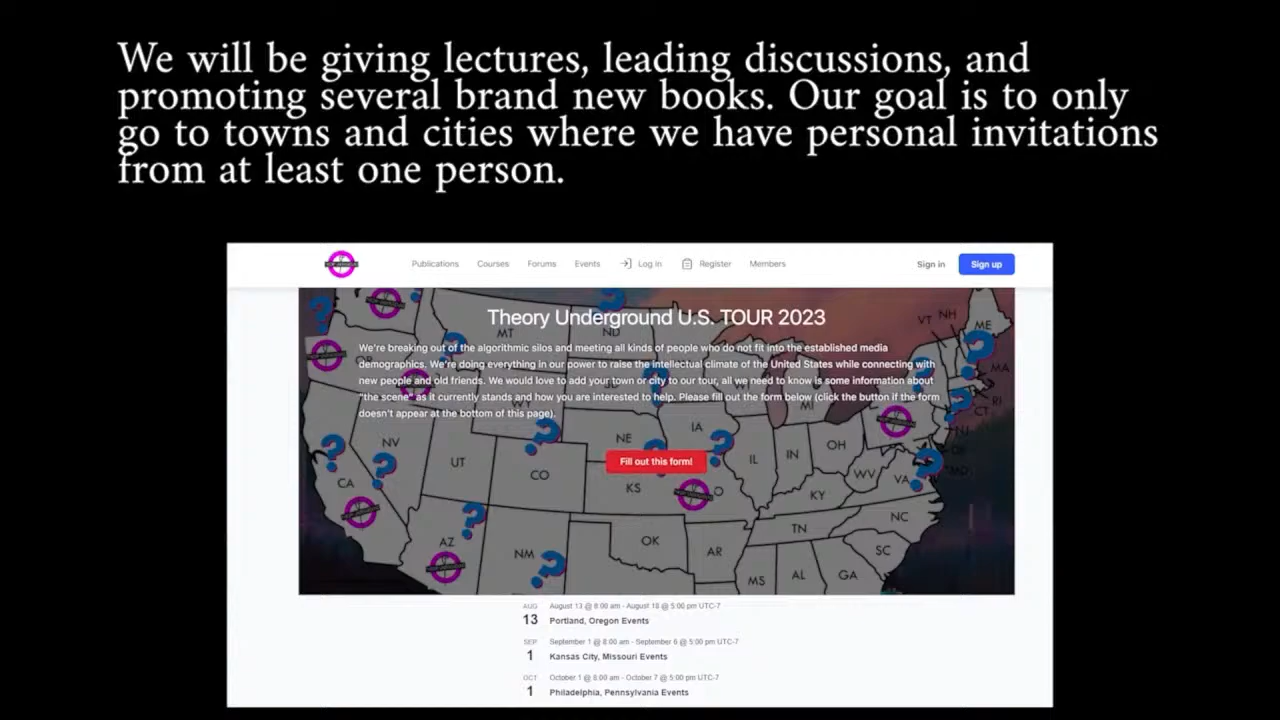 We will be giving lectures, leading discussions, and
promoting several brand new books. Our goal is to only
go to towns and cities where we have personal invitations
from at least one person.
Publications Courses Forums Events Log in Register Members Sign in Sign up
Theory Underground U.S. TOUR 2023
We're breaking out of the algorithmic silos and meeting all kinds of people who do not fit into the established media
demographics. We're doing everything in our power to raise the intellectual climate of the United States while connecting with
new people and old friends. We would love to add your town or city to our tour, all we need to know is some information about
"the scene" as it currently stands and how you are interested to help. Please fill out the form below (click the button if the form
doesn't appear at the bottom of this page).
Fill out this form!
VT NH ME
MT ND
OR
MA
WY
MI
RI
CT
NJ
NV
NE
IA
OH
UT
CO
IL
IN
WV
VA
MD
CA
KS
O
KY
NC
TN
AZ
NM
OK
AR
SC
MS
AL
GA
AUG August 13 @ 8:00 am - August 18 @ 5:00 pm UTC-7
13 Portland, Oregon Events
SEP September 1 @ 8:00 am - September 6 @ 5:00 pm UTC-7
1 Kansas City, Missouri Events
OCT October 1 @ 8:00 am - October 7 @ 5:00 pm UTC-7
1 Philadelphia, Pennsylvania Events